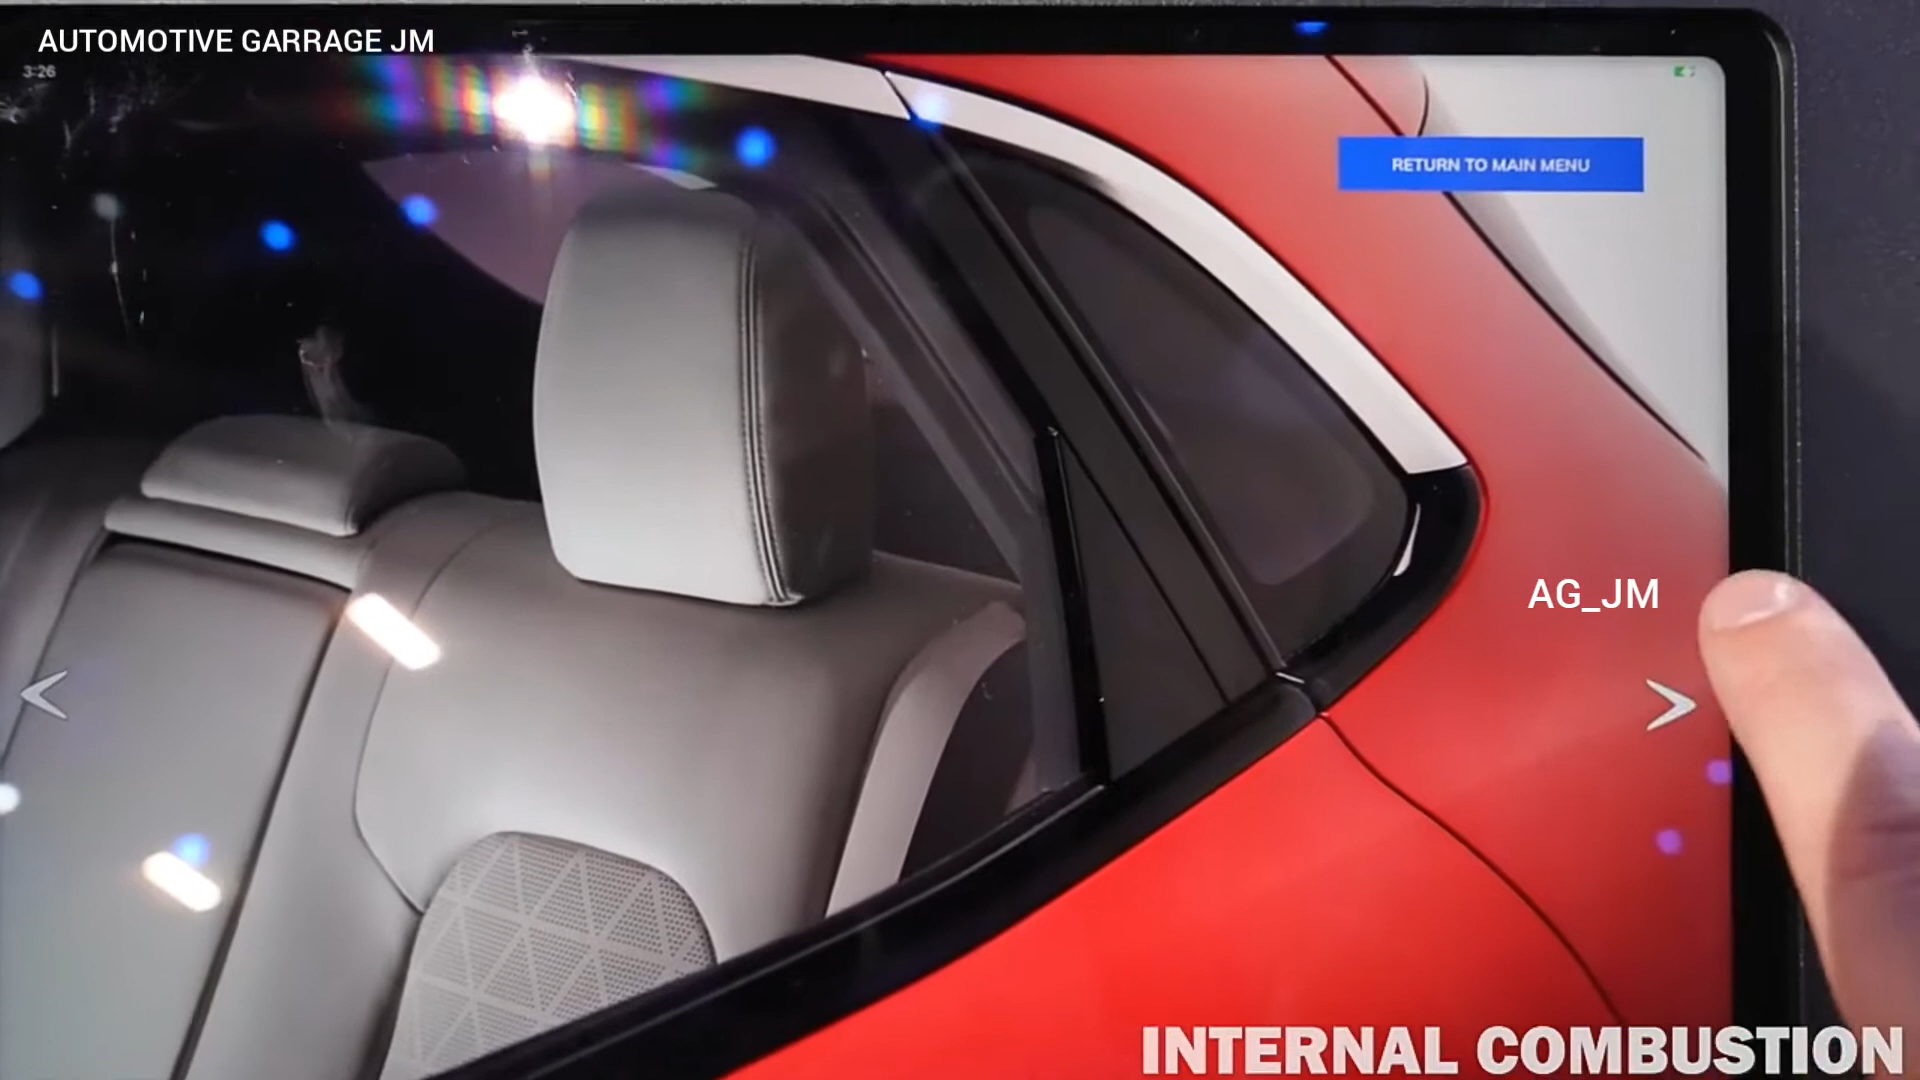 AUTOMOTIVE GARRAGE JM
3:26
RETURN TO MAIN MENU
AG_JM
INTERNAL COMBUSTION